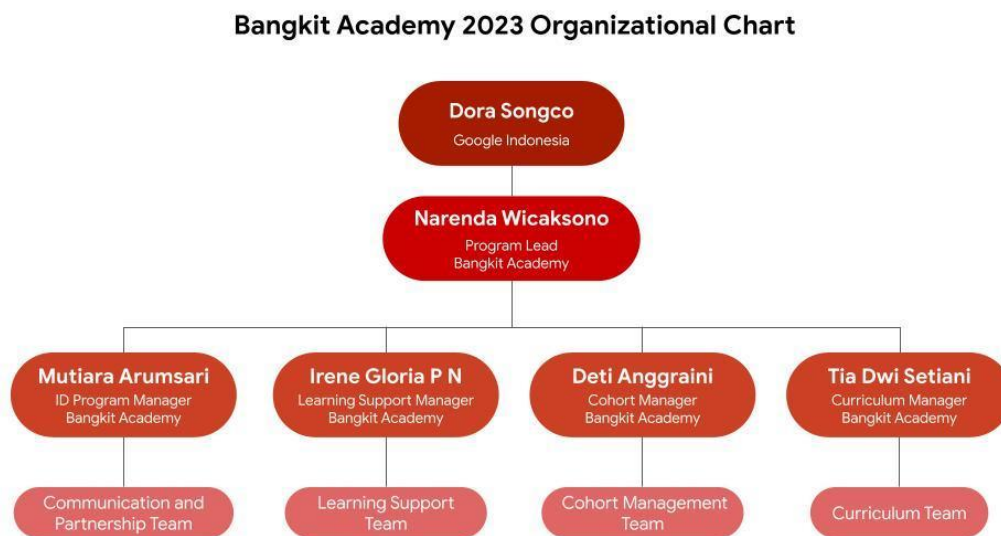 Bangkit Academy 2023 Organizational Chart
Dora Songco
Google Indonesia
Narenda Wicaksono
Program Lead
Bangkit Academy
Mutiara Arumsari
ID Program Manager
Bangkit Academy
Irene Gloria P N
Learning Support Manager
Bangkit Academy
Deti Anggraini
Cohort Manager
Bangkit Academy
Tia Dwi Setiani
Curriculum Manager
Bangkit Academy
Communication and
Partnership Team
Learning Support
Team
Cohort Management
Team
Curriculum Team